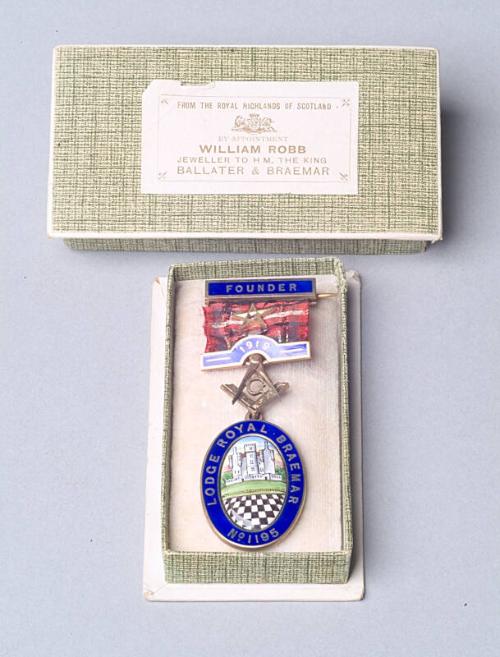 FROM THE ROYAL HIGHLANDS OF SCOTLAND
BY APPOINTMENT
WILLIAM ROBB
JEWELLER TO H.M. THE KING
BALLATER & BRAEMAR
FOUNDER
1919
LODGE ROYAL·BRAEMAR
No 1195